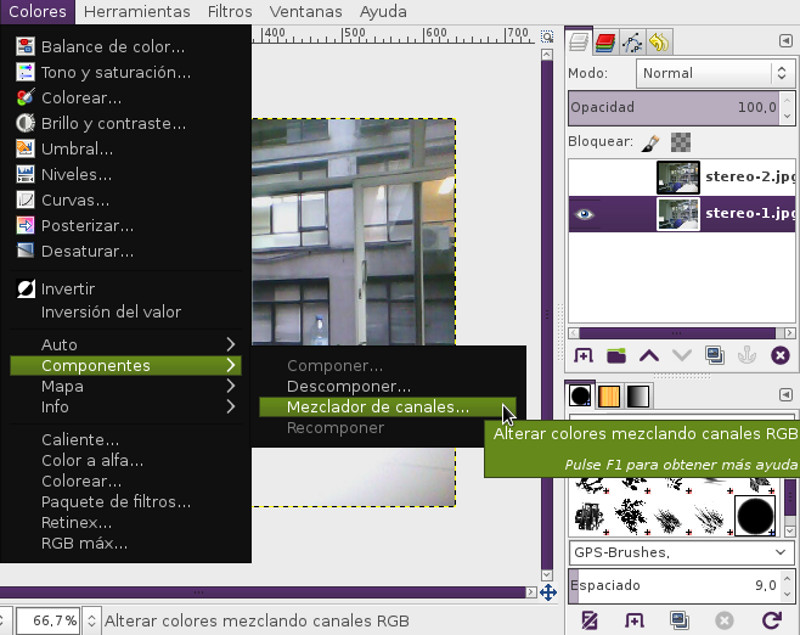 Colores Herramientas Filtros Ventanas Ayuda
Balance de color...
Tono y saturación...
Colorear...
Brillo y contraste...
Umbral...
Niveles...
Curvas...
Posterizar...
Desaturar...
Invertir
Inversión del valor
Auto
Componentes
Mapa
Info
Caliente...
Color a alfa...
Colorear...
Paquete de filtros...
Retinex...
RGB máx...
Componer...
Descomponer...
Mezclador de canales...
Recomponer
Alterar colores mezclando canales RGB
Pulse F1 para obtener más ayuda
400 500 600 700
Modo: Normal
Opacidad 100,0
Bloquear:
stereo-2.jpg
stereo-1.jpg
GPS-Brushes,
Espaciado 9,0
66,7% Alterar colores mezclando canales RGB